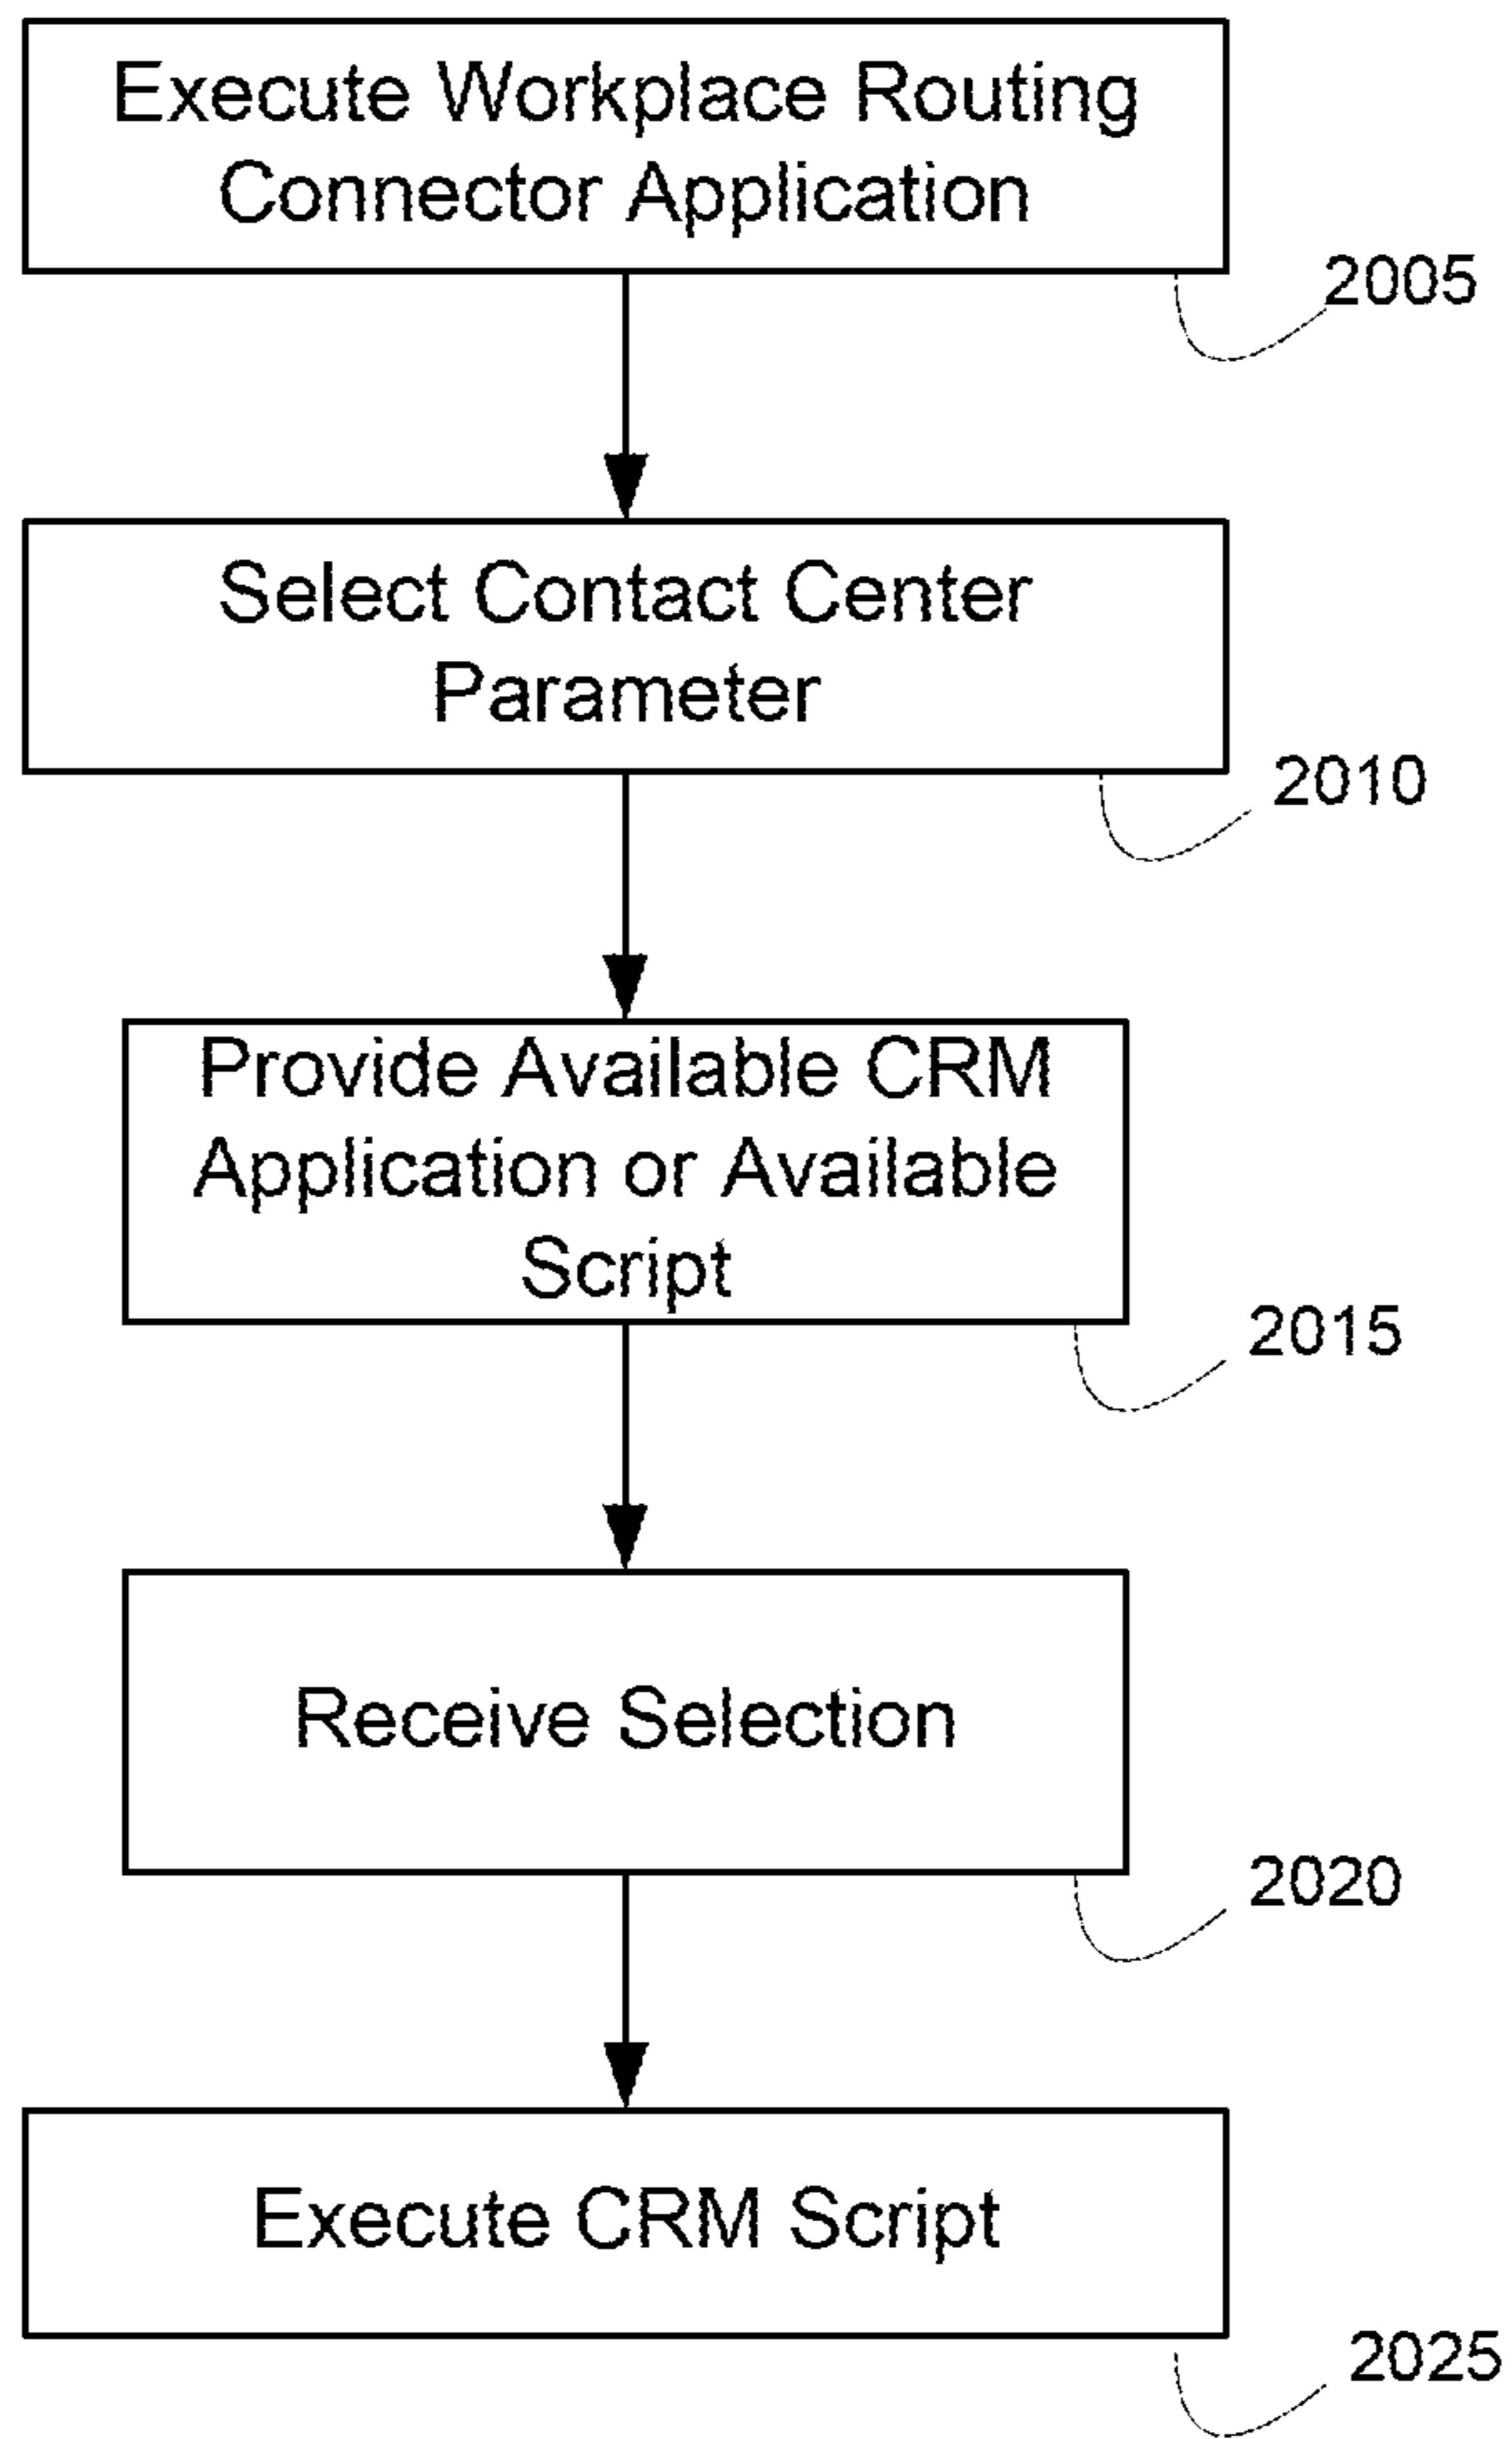 Execute Workplace Routing
Connector Application
2005
Select Contact Center
Parameter
2010
Provide Available CRM
Application or Available
Script
2015
Receive Selection
2020
Execute CRM Script
2025